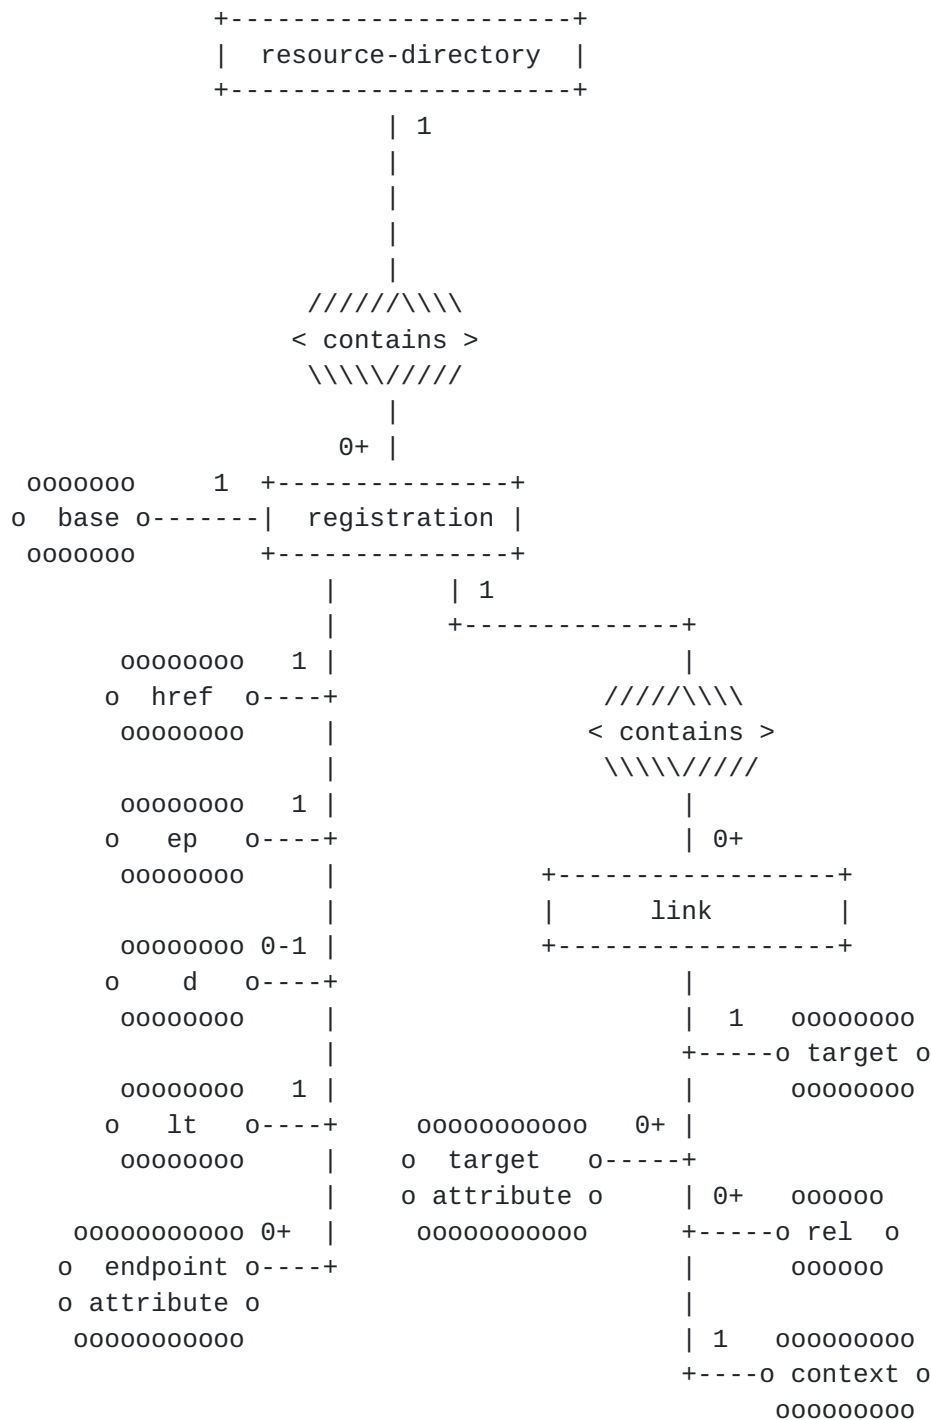 +----------------------+
|  resource-directory  |
+----------------------+
           | 1
           |
           |
           |
           |
      //////\\\\
     < contains >
      \\\\\/////
           |
        0+ |
 ooooooo     1  +---------------+
o  base o-------|  registration |
 ooooooo        +---------------+
                    |       | 1
                    |       +--------------+
       oooooooo   1 |                      |
      o  href  o----+                 /////\\\\
       oooooooo     |                < contains >
                    |                 \\\\\/////
       oooooooo   1 |                      |
      o   ep   o----+                      | 0+
       oooooooo     |             +------------------+
                    |             |      link        |
       oooooooo 0-1 |             +------------------+
      o    d   o----+                      |
       oooooooo     |                      |  1   oooooooo
                    |                      +-----o target o
       oooooooo   1 |                      |      oooooooo
      o   lt   o----+     ooooooooooo   0+ |
       oooooooo     |    o  target   o-----+
                    |    o attribute o     | 0+   oooooo
    ooooooooooo 0+  |     ooooooooooo      +-----o rel  o
   o  endpoint o----+                      |      oooooo
   o attribute o                           |
    ooooooooooo                            | 1   ooooooooo
                                           +----o context o
                                                 ooooooooo